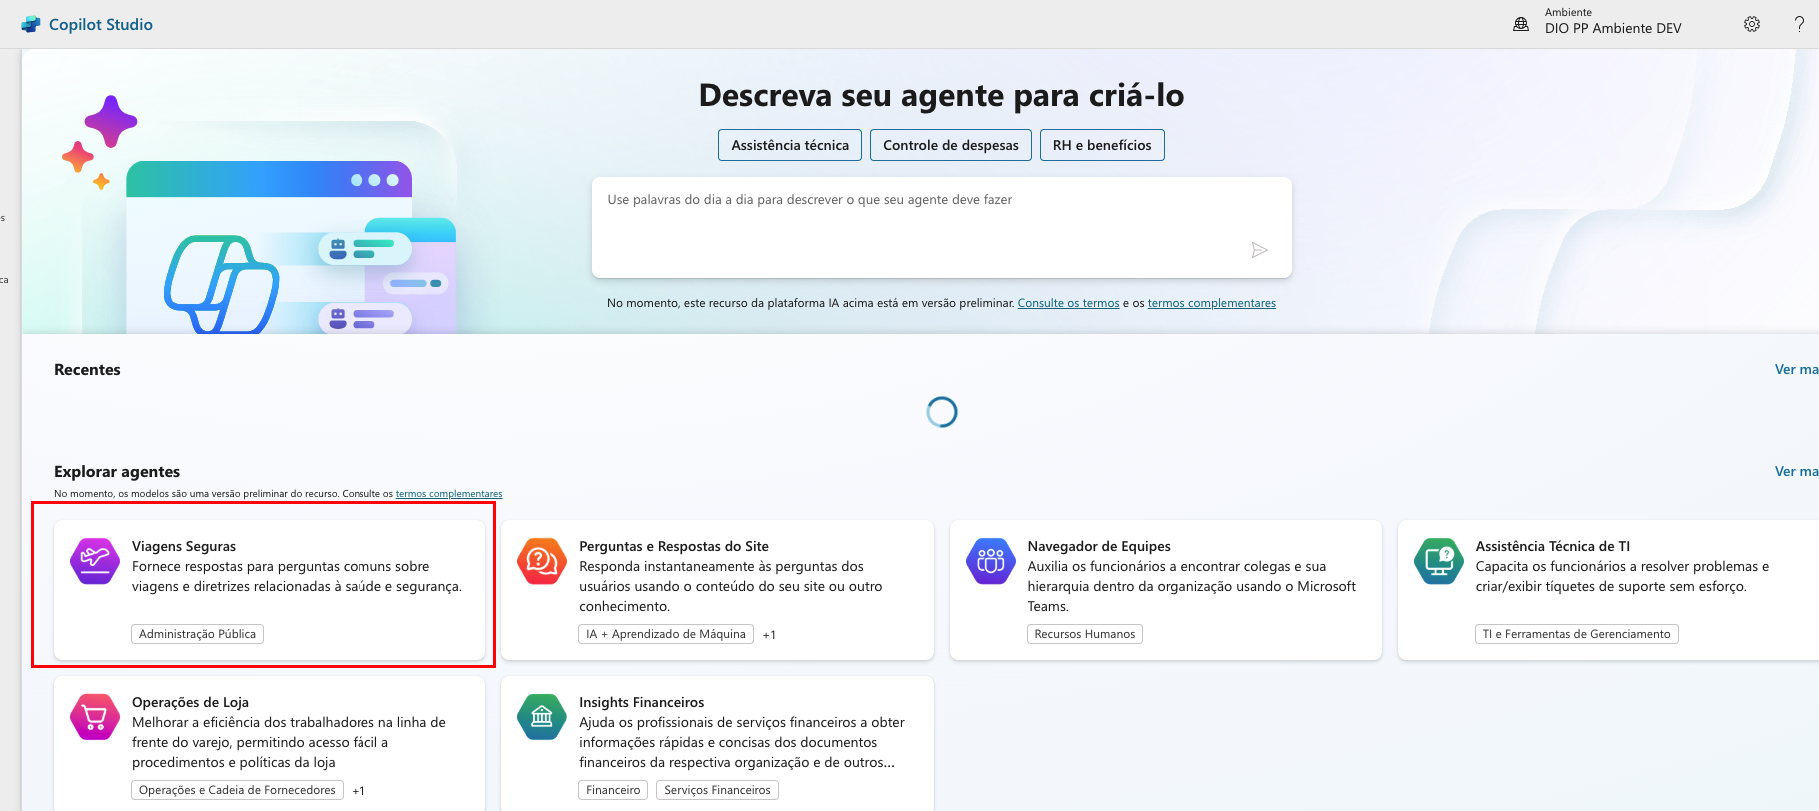 Copilot Studio
Ambiente
DIO PP Ambiente DEV
?
Descreva seu agente para criá-lo
Assistência técnica
Controle de despesas
RH e benefícios
Use palavras do dia a dia para descrever o que seu agente deve fazer
No momento, este recurso da plataforma IA acima está em versão preliminar. Consulte os termos e os termos complementares
Recentes
Ver ma
Explorar agentes
Ver ma
No momento, os modelos são uma versão preliminar do recurso. Consulte os termos complementares
Viagens Seguras
Fornece respostas para perguntas comuns sobre
viagens e diretrizes relacionadas à saúde e segurança.
Administração Pública
Perguntas e Respostas do Site
Responda instantaneamente às perguntas dos
usuários usando o conteúdo do seu site ou outro
conhecimento.
IA + Aprendizado de Máquina
+1
Navegador de Equipes
Auxilia os funcionários a encontrar colegas e sua
hierarquia dentro da organização usando o Microsoft
Teams.
Recursos Humanos
Assistência Técnica de TI
Capacita os funcionários a resolver problemas e
criar/exibir tíquetes de suporte sem esforço.
TI e Ferramentas de Gerenciamento
Operações de Loja
Melhorar a eficiência dos trabalhadores na linha de
frente do varejo, permitindo acesso fácil a
procedimentos e políticas da loja
Operações e Cadeia de Fornecedores
+1
Insights Financeiros
Ajuda os profissionais de serviços financeiros a obter
informações rápidas e concisas dos documentos
financeiros da respectiva organização e de outros...
Financeiro
Serviços Financeiros